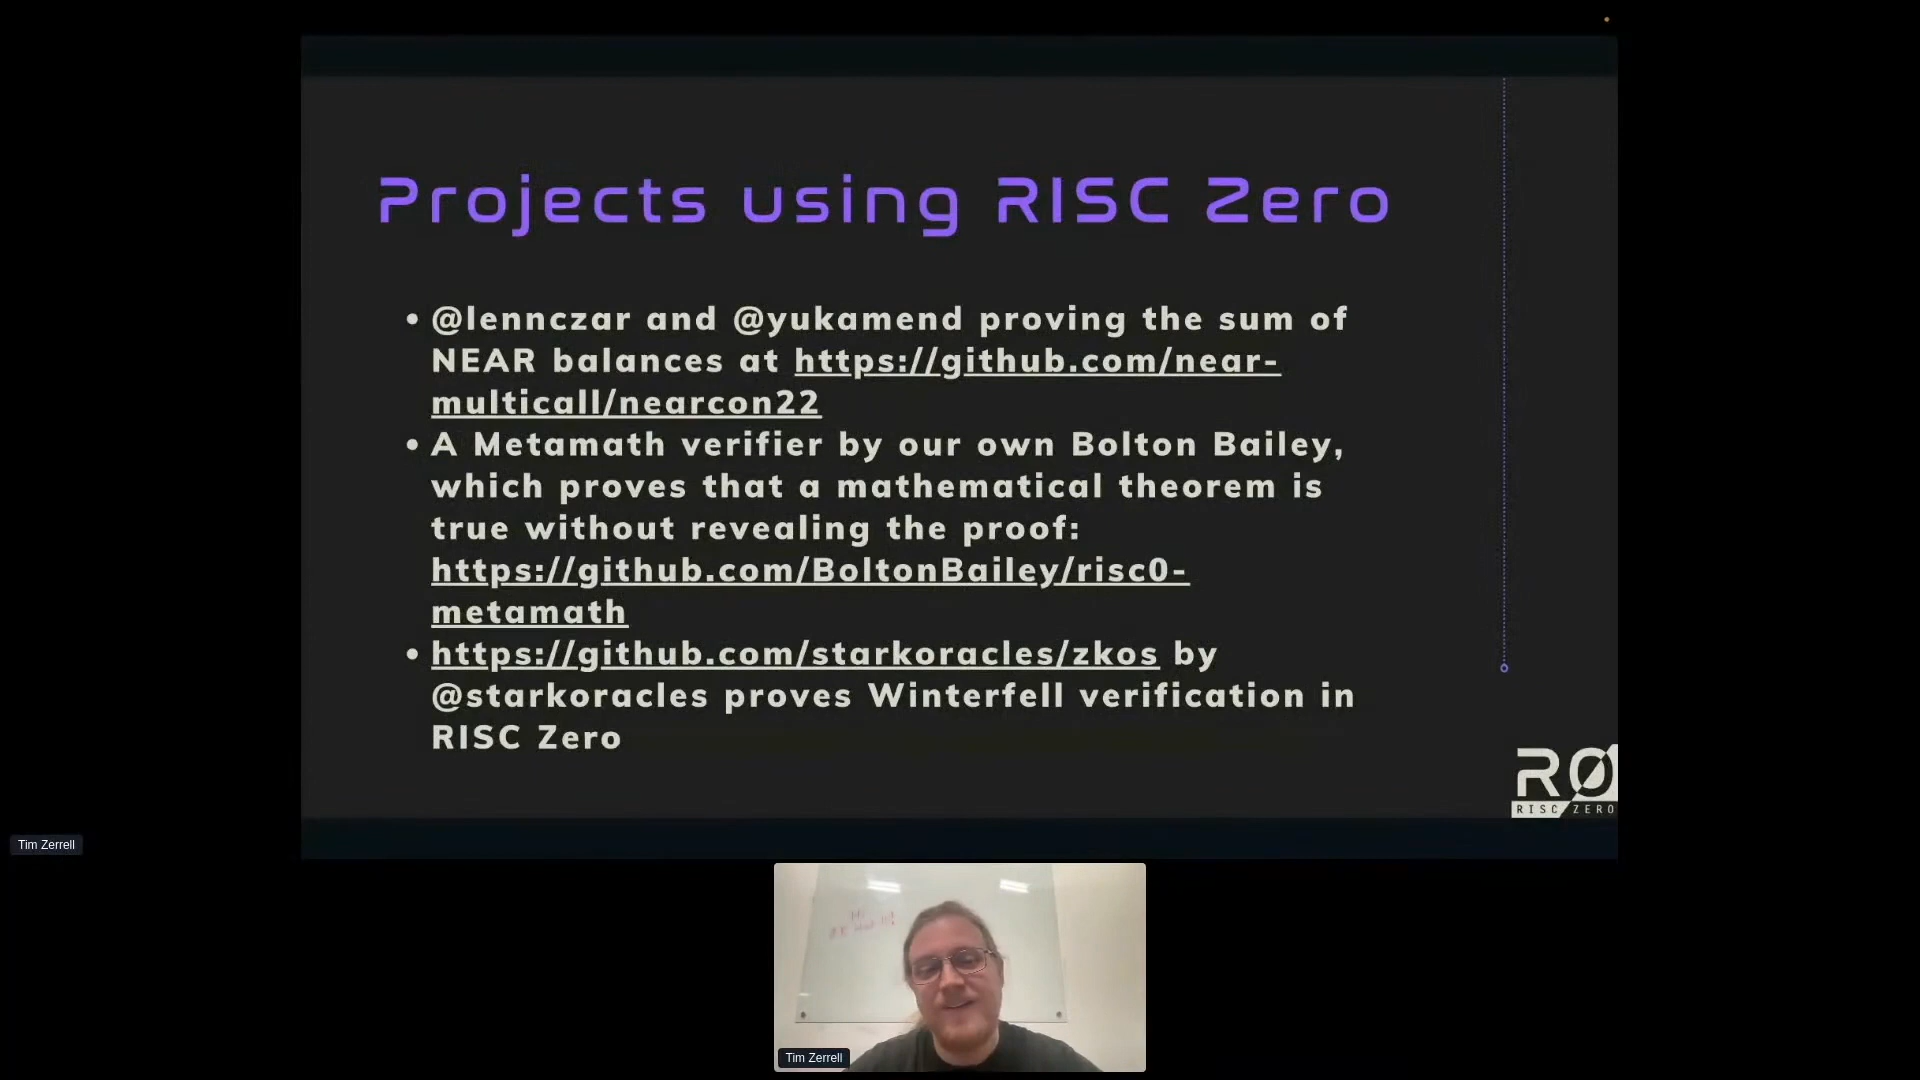 Projects using RISC Zero
• @lennczar and @yukamend proving the sum of
NEAR balances at https://github.com/near-
multicall/nearcon22
• A Metamath verifier by our own Bolton Bailey,
which proves that a mathematical theorem is
true without revealing the proof:
https://github.com/BoltonBailey/risc0-
metamath
• https://github.com/starkoracles/zkos by
@starkoracles proves Winterfell verification in
RISC Zero
RØ
RISC ZERO
Tim Zerrell
Tim Zerrell